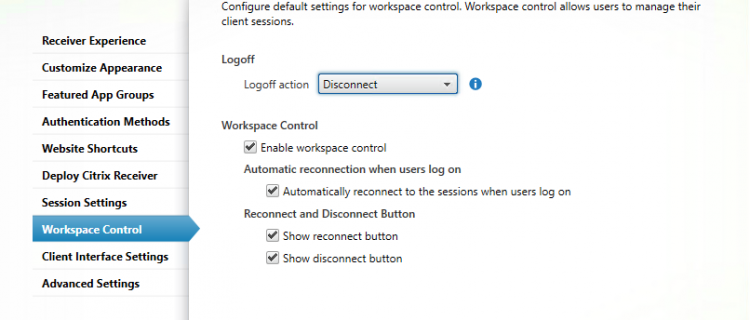 Configure default settings for workspace control. Workspace control allows users to manage their
client sessions.
Receiver Experience
Customize Appearance
Featured App Groups
Authentication Methods
Website Shortcuts
Deploy Citrix Receiver
Session Settings
Workspace Control
Client Interface Settings
Advanced Settings
Logoff
Logoff action Disconnect
Workspace Control
Enable workspace control
Automatic reconnection when users log on
Automatically reconnect to the sessions when users log on
Reconnect and Disconnect Button
Show reconnect button
Show disconnect button